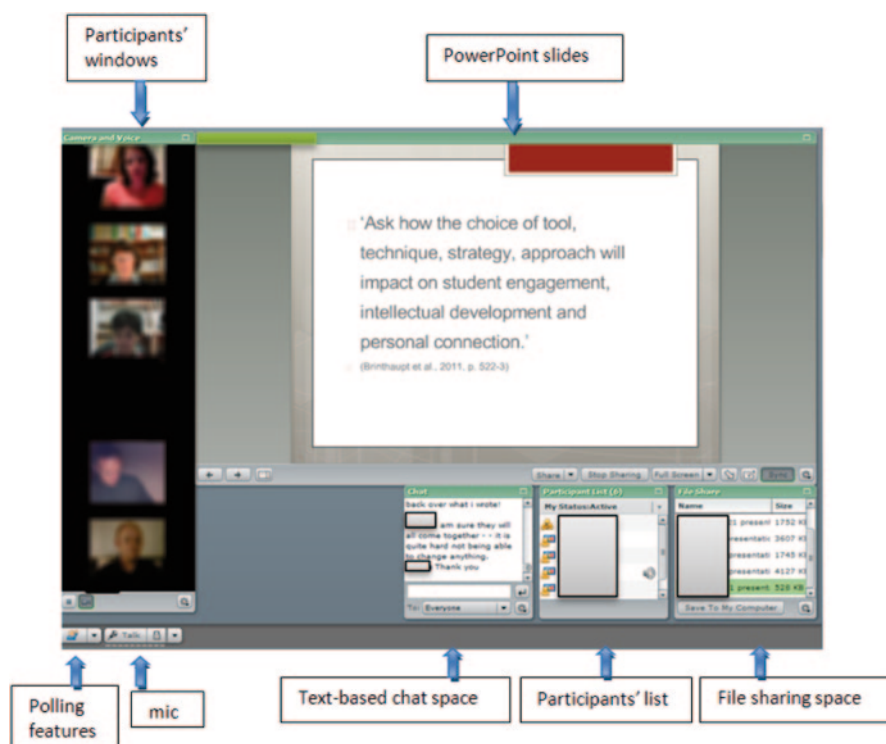 Participants'
windows
PowerPoint slides
Camera and Voice
'Ask how the choice of tool,
technique, strategy, approach will
impact on student engagement,
intellectual development and
personal connection.'
(Brinthaupt et al., 2011, p. 522-3)
Share
Stop Sharing
Full Screen
Sync
Chat
back over what i wrote!
am sure they will
all come together - - it is
quite hard not being able
to change anything.
Thank you
To: Everyone
Participant List (6)
My Status:Active
File Share
Name Size
1752 KB
3607 KB
1745 KB
4127 KB
528 KB
Save To My Computer
Talk
Polling
features
mic
Text-based chat space
Participants' list
File sharing space